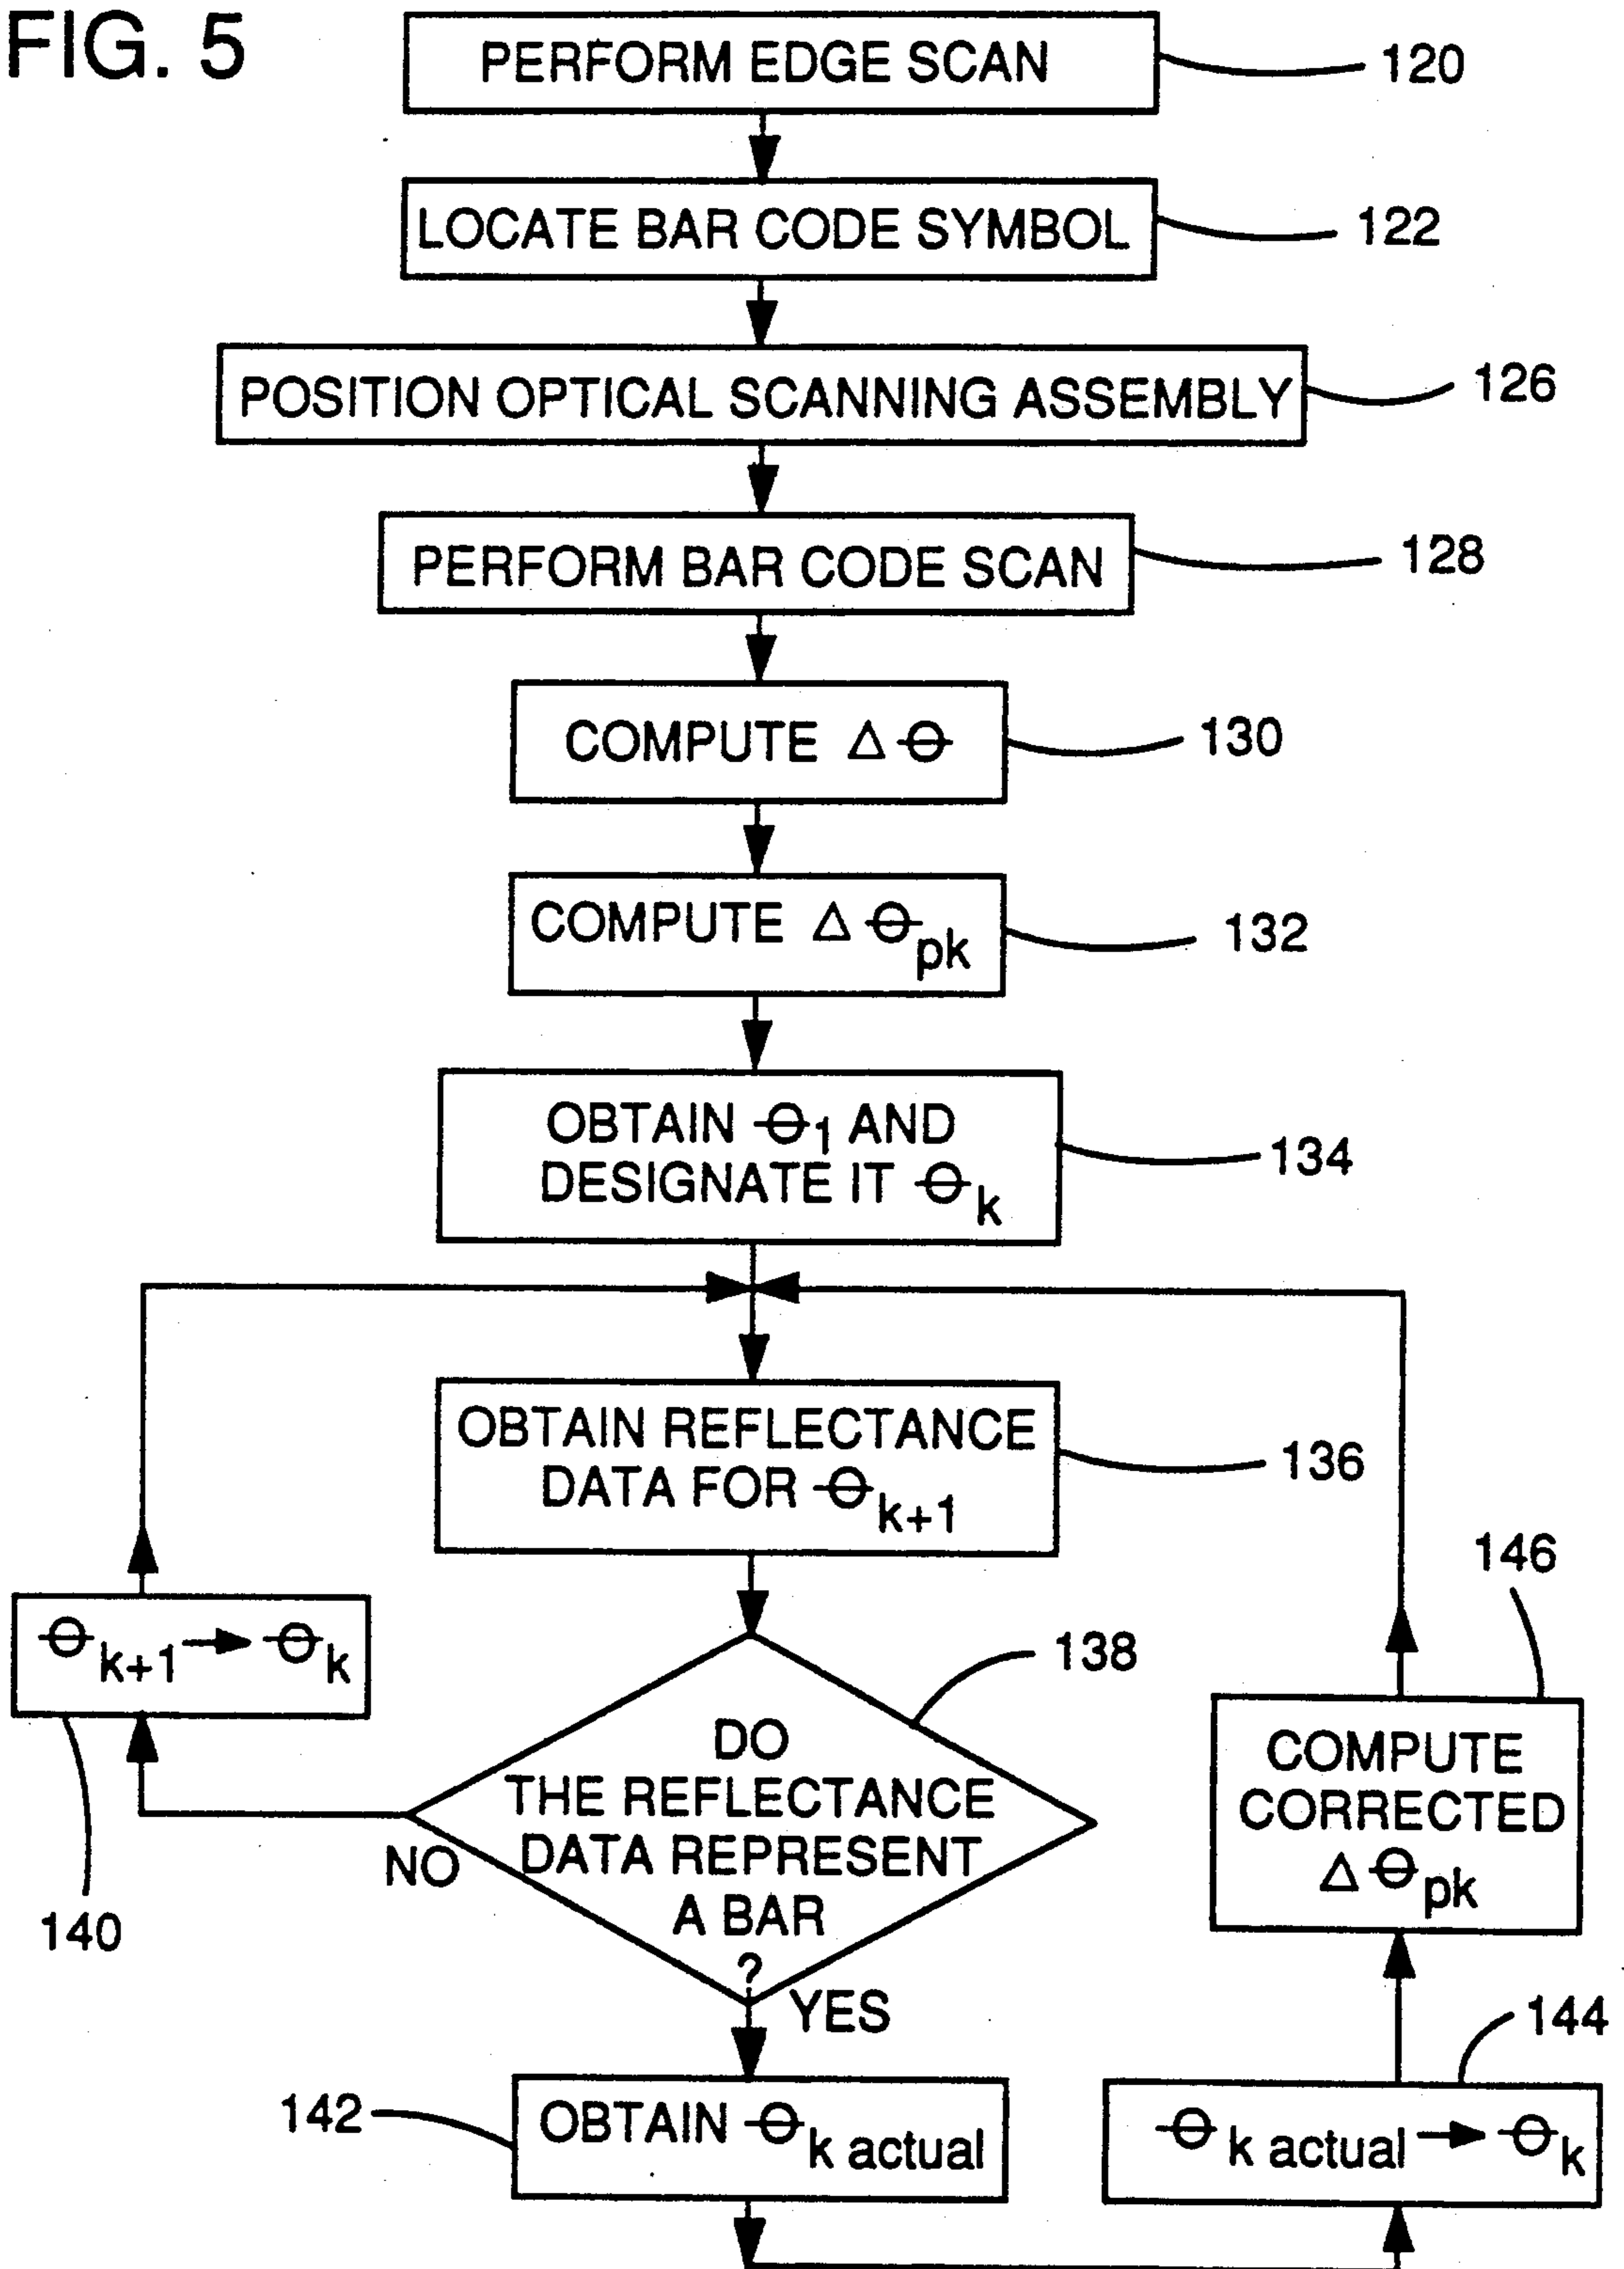 FIG. 5
PERFORM EDGE SCAN
120
LOCATE BAR CODE SYMBOL
122
POSITION OPTICAL SCANNING ASSEMBLY
126
PERFORM BAR CODE SCAN
128
COMPUTE Δ Θ
130
COMPUTE Δ Θpk
132
OBTAIN Θ1 AND
DESIGNATE IT Θk
134
OBTAIN REFLECTANCE
DATA FOR Θk+1
136
Θk+1 → Θk
140
DO
THE REFLECTANCE
DATA REPRESENT
A BAR
?
138
NO
YES
OBTAIN Θk actual
142
Θk actual → Θk
144
COMPUTE
CORRECTED
Δ Θpk
146